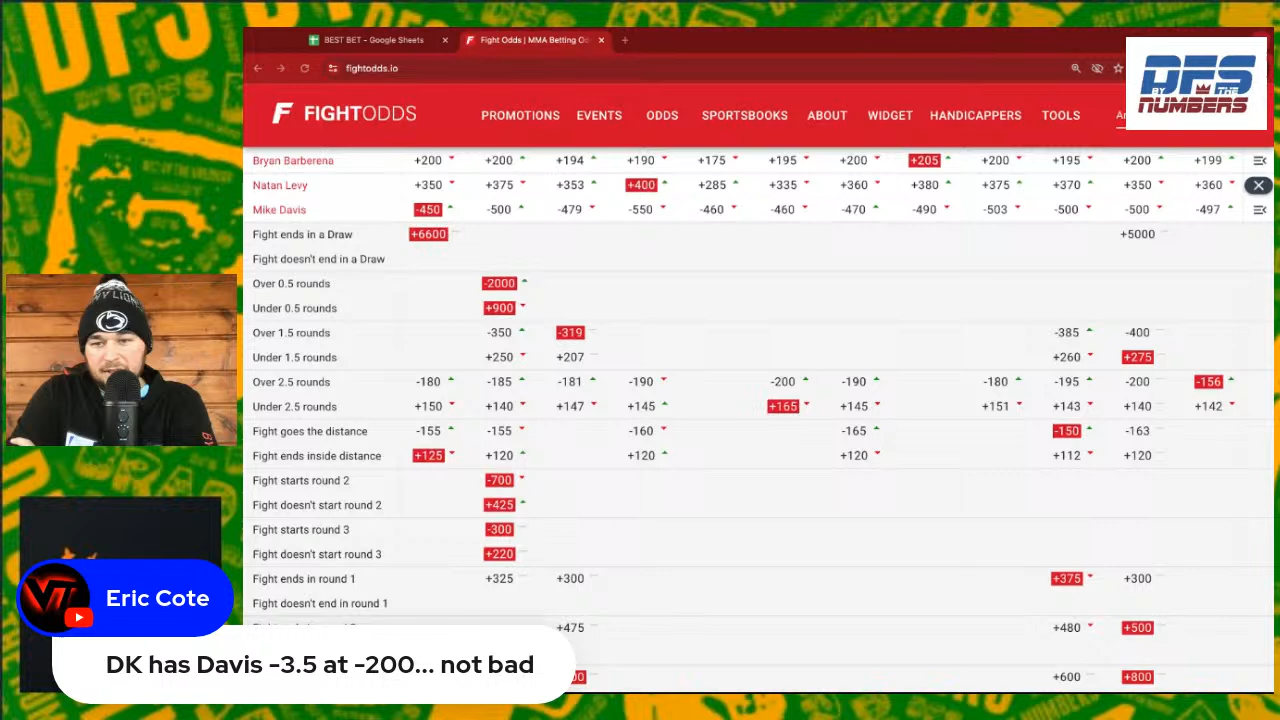 BEST BET - Google Sheets
Fight Odds | MMA Betting Od
fightodds.io
DFS
BY THE
NUMBERS
FIGHTODDS
PROMOTIONS EVENTS ODDS SPORTSBOOKS ABOUT WIDGET HANDICAPPERS TOOLS
Bryan Barberena +200 +200 +194 +190 +175 +195 +200 +205 +200 +195 +200 +199
Natan Levy +350 +375 +353 +400 +285 +335 +360 +380 +375 +370 +350 +360
Mike Davis -450 -500 -479 -550 -460 -460 -470 -490 -503 -500 -500 -497
Fight ends in a Draw +6600 +5000
Fight doesn't end in a Draw
Over 0.5 rounds -2000
Under 0.5 rounds +900
Over 1.5 rounds -350 -319 -385 -400
Under 1.5 rounds +250 +207 +260 +275
Over 2.5 rounds -180 -185 -181 -190 -200 -190 -180 -195 -200 -156
Under 2.5 rounds +150 +140 +147 +145 +165 +145 +151 +143 +140 +142
Fight goes the distance -155 -155 -160 -165 -150 -163
Fight ends inside distance +125 +120 +120 +120 +112 +120
Fight starts round 2 -700
Fight doesn't start round 2 +425
Fight starts round 3 -300
Fight doesn't start round 3 +220
Fight ends in round 1 +325 +300 +375 +300
Fight doesn't end in round 1
+475 +480 +500
+600 +800
Eric Cote
DK has Davis -3.5 at -200... not bad